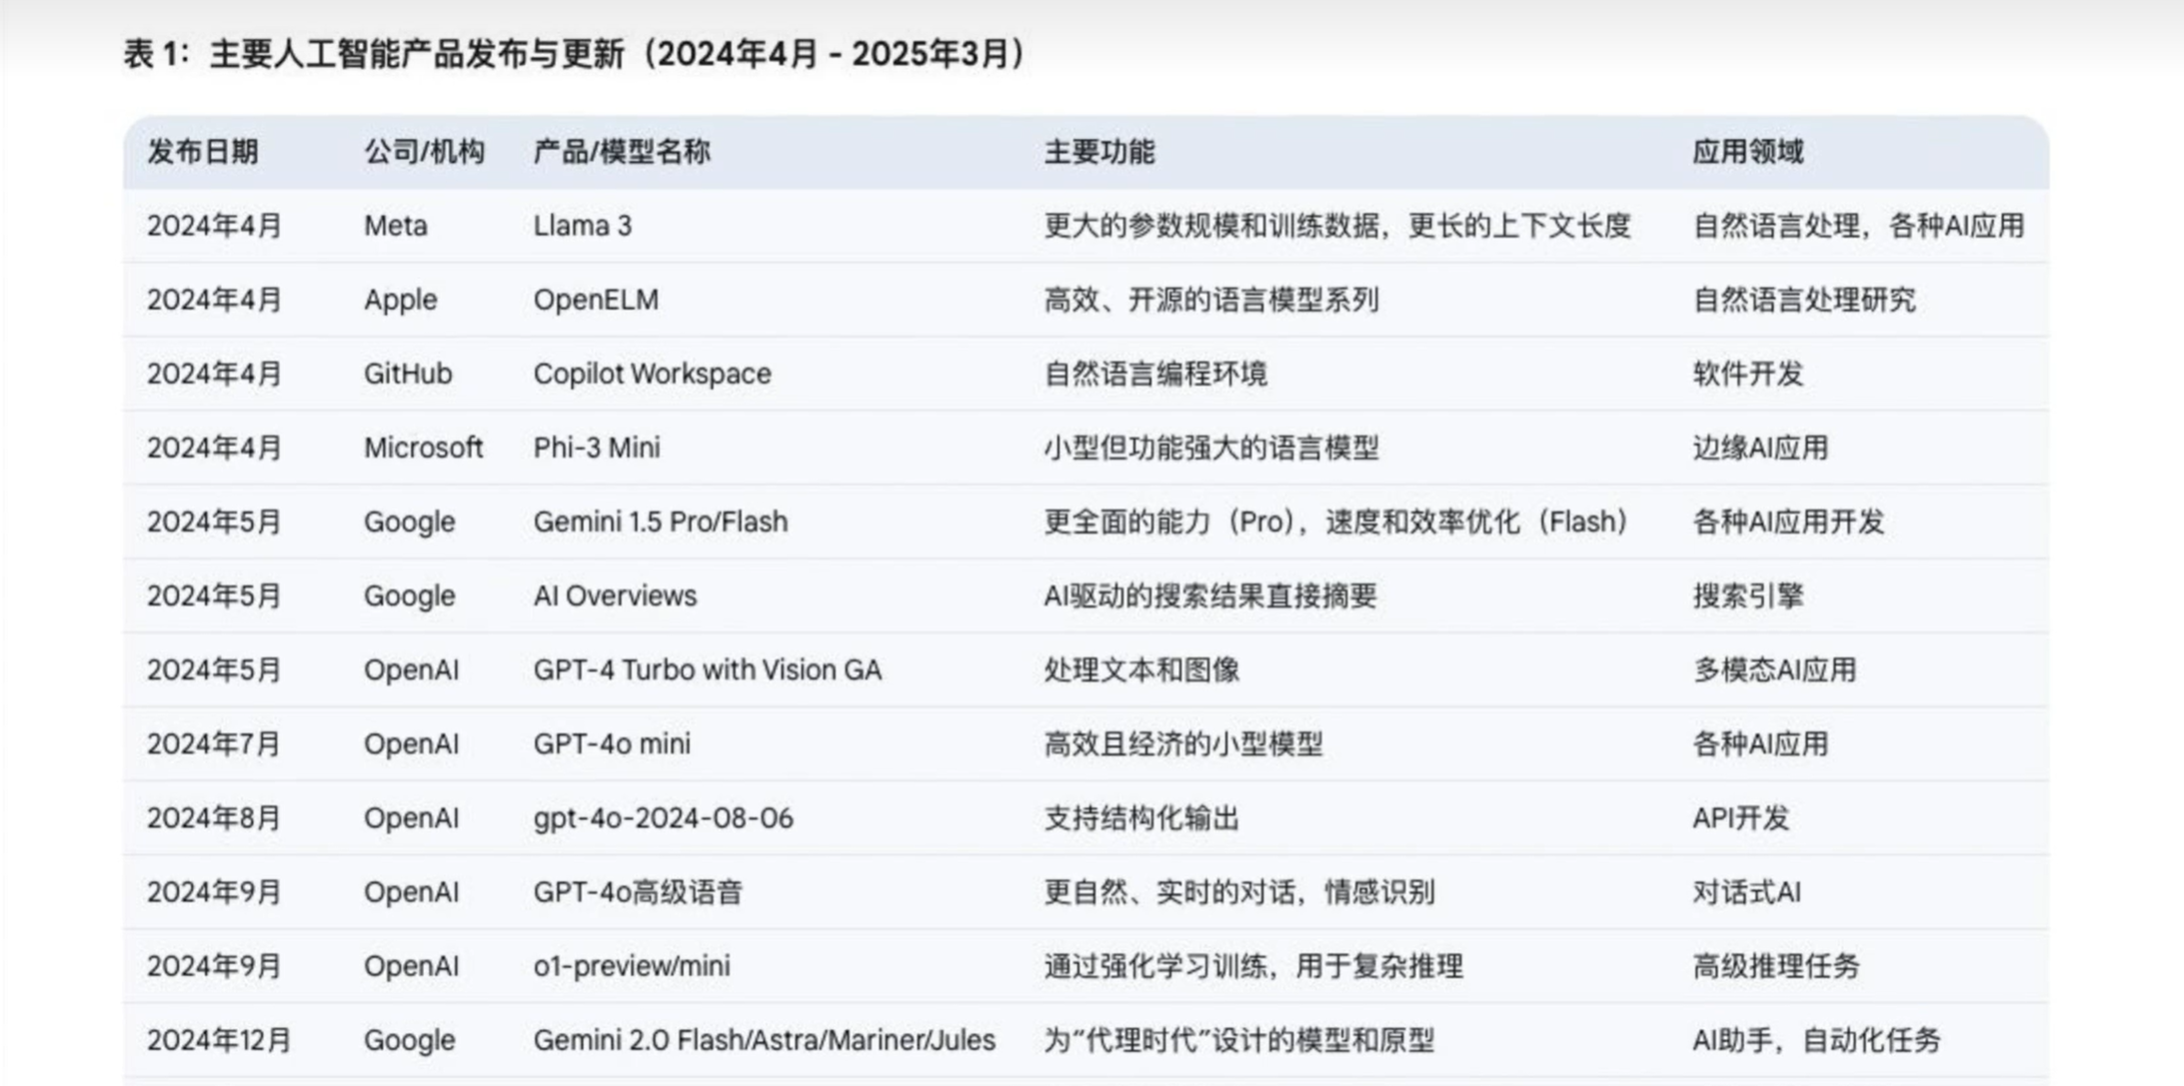 表 1：主要人工智能产品发布与更新（2024年4月 - 2025年3月）
发布日期 公司/机构 产品/模型名称 主要功能 应用领域
2024年4月 Meta Llama 3 更大的参数规模和训练数据，更长的上下文长度 自然语言处理，各种AI应用
2024年4月 Apple OpenELM 高效、开源的语言模型系列 自然语言处理研究
2024年4月 GitHub Copilot Workspace 自然语言编程环境 软件开发
2024年4月 Microsoft Phi-3 Mini 小型但功能强大的语言模型 边缘AI应用
2024年5月 Google Gemini 1.5 Pro/Flash 更全面的能力（Pro），速度和效率优化（Flash） 各种AI应用开发
2024年5月 Google AI Overviews AI驱动的搜索结果直接摘要 搜索引擎
2024年5月 OpenAI GPT-4 Turbo with Vision GA 处理文本和图像 多模态AI应用
2024年7月 OpenAI GPT-4o mini 高效且经济的小型模型 各种AI应用
2024年8月 OpenAI gpt-4o-2024-08-06 支持结构化输出 API开发
2024年9月 OpenAI GPT-4o高级语音 更自然、实时的对话，情感识别 对话式AI
2024年9月 OpenAI o1-preview/mini 通过强化学习训练，用于复杂推理 高级推理任务
2024年12月 Google Gemini 2.0 Flash/Astra/Mariner/Jules 为“代理时代”设计的模型和原型 AI助手，自动化任务